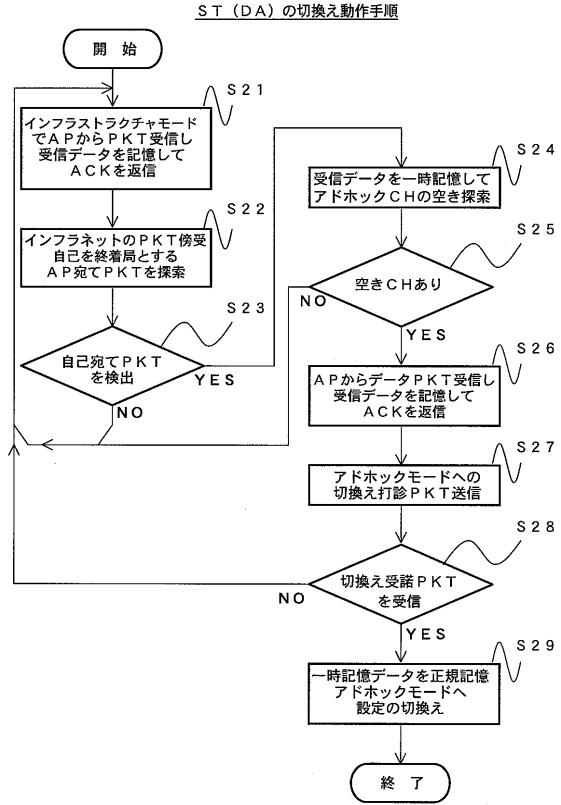 ST(DA)の切換え動作手順
開 始
S21
インフラストラクチャモード
でAPからPKT受信し
受信データを記憶して
ACKを返信
S22
インフラネットのPKT傍受
自己を終着局とする
AP宛てPKTを探索
S23
自己宛てPKT
を検出
YES
NO
S24
受信データを一時記憶して
アドホックCHの空き探索
S25
空きCHあり
NO
YES
S26
APからデータPKT受信し
受信データを記憶して
ACKを返信
S27
アドホックモードへの
切換え打診PKT送信
S28
切換え受諾PKT
を受信
NO
YES
S29
一時記憶データを正規記憶
アドホックモードへ
設定の切換え
終 了